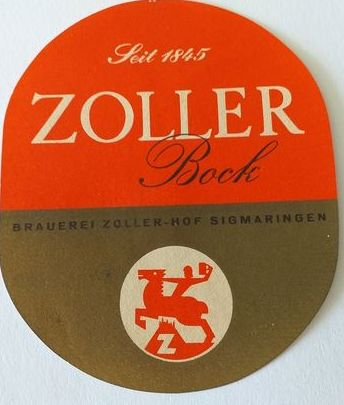 Seit 1845
ZOLLER
Bock
BRAUEREI ZOLLER-HOF SIGMARINGEN
Z